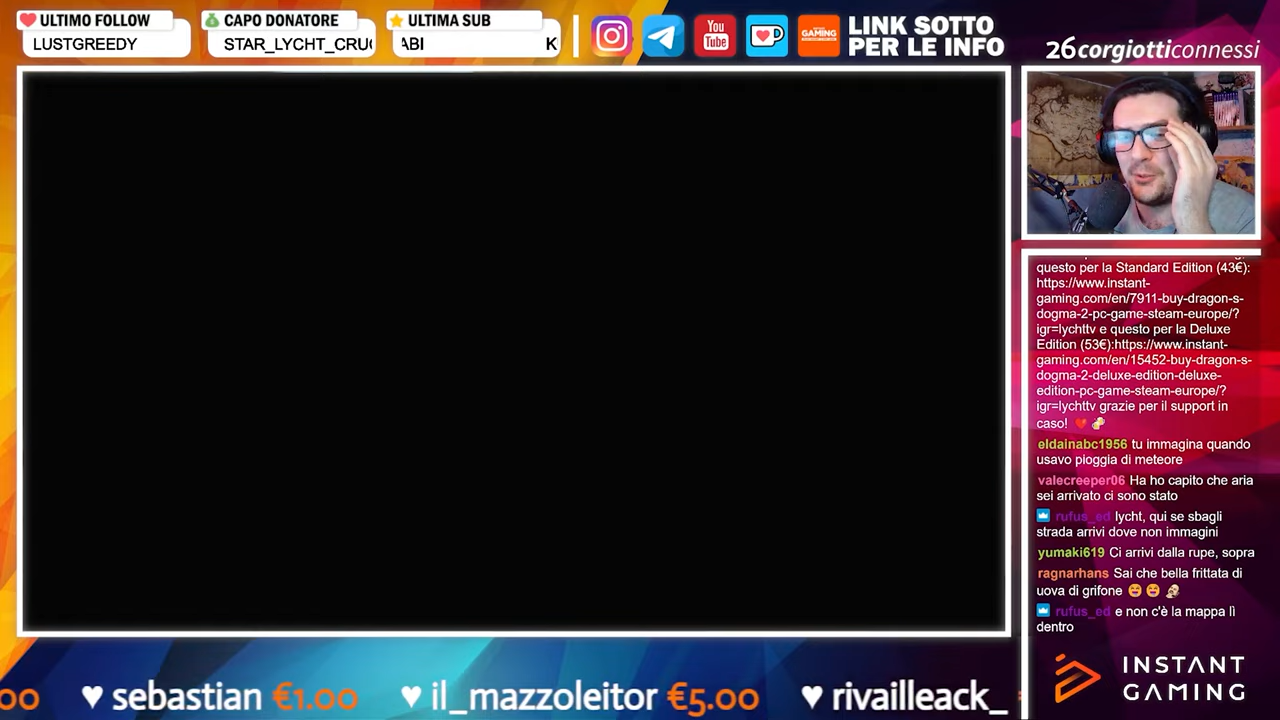 ULTIMO FOLLOW
LUSTGREEDY
CAPO DONATORE
STAR_LYCHT_CRU
ULTIMA SUB
ABI K
You
Tube
GAMING
LINK SOTTO
PER LE INFO
26corgiotticonnessi
questo per la Standard Edition (43€):
https://www.instant-
gaming.com/en/7911-buy-dragon-s-
dogma-2-pc-game-steam-europe/?
igr=lychttv e questo per la Deluxe
Edition (53€):https://www.instant-
gaming.com/en/15452-buy-dragon-s-
dogma-2-deluxe-edition-deluxe-
edition-pc-game-steam-europe/?
igr=lychttv grazie per il support in
caso!
eldainabc1956 tu immagina quando
usavo pioggia di meteore
valecreeper06 Ha ho capito che aria
sei arrivato ci sono stato
rufus_ed lycht, qui se sbagli
strada arrivi dove non immagini
yumaki619 Ci arrivi dalla rupe, sopra
ragnarhans Sai che bella frittata di
uova di grifone
rufus_ed e non c'è la mappa lì
dentro
INSTANT
GAMING
00 ♥ sebastian €1.00 ♥ il_mazzoleitor €5.00 ♥ rivailleack_